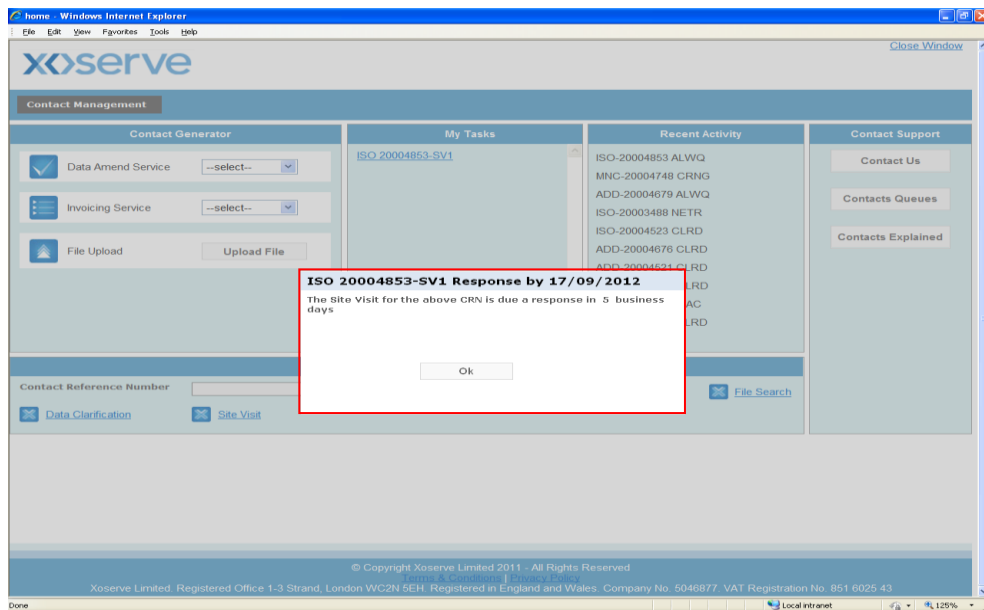 home - Windows Internet Explorer
File Edit View Favorites Tools Help
xoserve
Close Window
Contact Management
Contact Generator
Data Amend Service --select--
Invoicing Service --select--
File Upload Upload File
My Tasks
ISO 20004853-SV1
Recent Activity
ISO-20004853 ALWQ
MNC-20004748 CRNG
ADD-20004679 ALWQ
ISO-20003488 NETR
ISO-20004523 CLRD
ADD-20004676 CLRD
ADD-20004521 CLRD
LRD
AC
LRD
Contact Support
Contact Us
Contacts Queues
Contacts Explained
ISO 20004853-SV1 Response by 17/09/2012
The Site Visit for the above CRN is due a response in 5 business
days
Ok
Contact Reference Number
File Search
Data Clarification Site Visit
© Copyright Xoserve Limited 2011 - All Rights Reserved
Terms & Conditions | Privacy Policy
Xoserve Limited. Registered Office 1-3 Strand, London WC2N 5EH. Registered in England and Wales. Company No. 5046877. VAT Registration No. 851 6025 43
Done Local intranet 125%